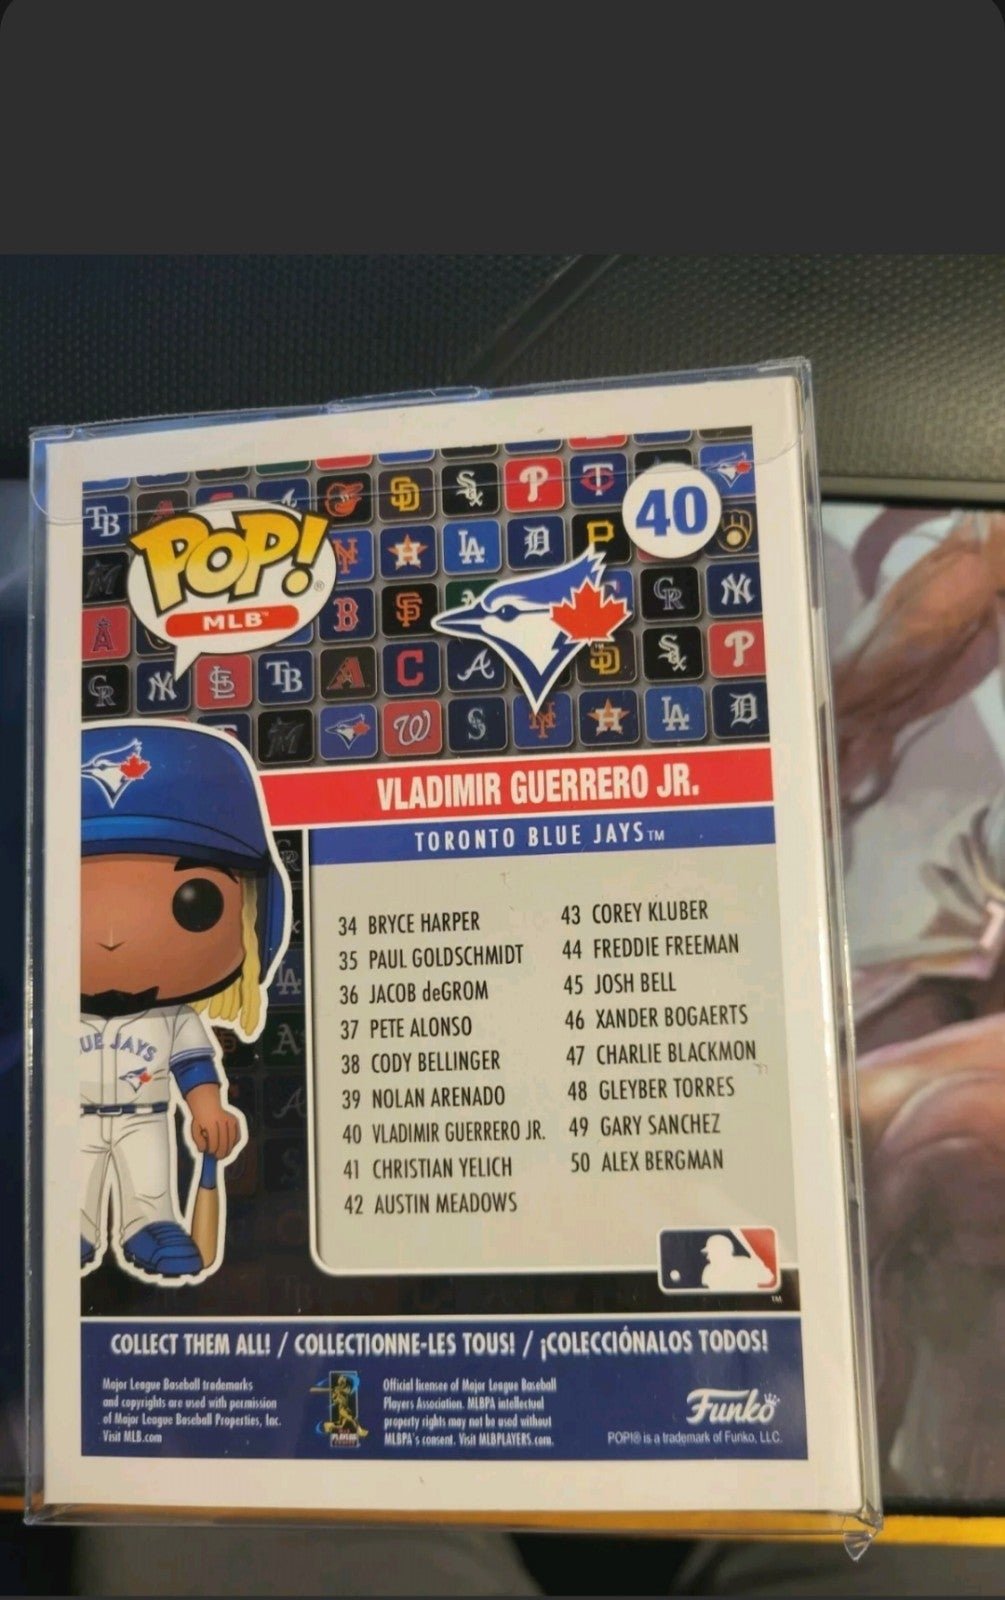 POP!®
MLB™
40
VLADIMIR GUERRERO JR.
TORONTO BLUE JAYS™
UE JAYS
34 BRYCE HARPER
35 PAUL GOLDSCHMIDT
36 JACOB deGROM
37 PETE ALONSO
38 CODY BELLINGER
39 NOLAN ARENADO
40 VLADIMIR GUERRERO JR.
41 CHRISTIAN YELICH
42 AUSTIN MEADOWS
43 COREY KLUBER
44 FREDDIE FREEMAN
45 JOSH BELL
46 XANDER BOGAERTS
47 CHARLIE BLACKMON
48 GLEYBER TORRES
49 GARY SANCHEZ
50 ALEX BERGMAN
TM
COLLECT THEM ALL! / COLLECTIONNE-LES TOUS! / ¡COLECCIÓNALOS TODOS!
Major League Baseball trademarks
and copyrights are used with permission
of Major League Baseball Properties, Inc.
Visit MLB.com
Official licensee of Major League Baseball
Players Association. MLBPA intellectual
property rights may not be used without
MLBPA's consent. Visit MLBPLAYERS.com.
Funko
POP!® is a trademark of Funko, LLC.